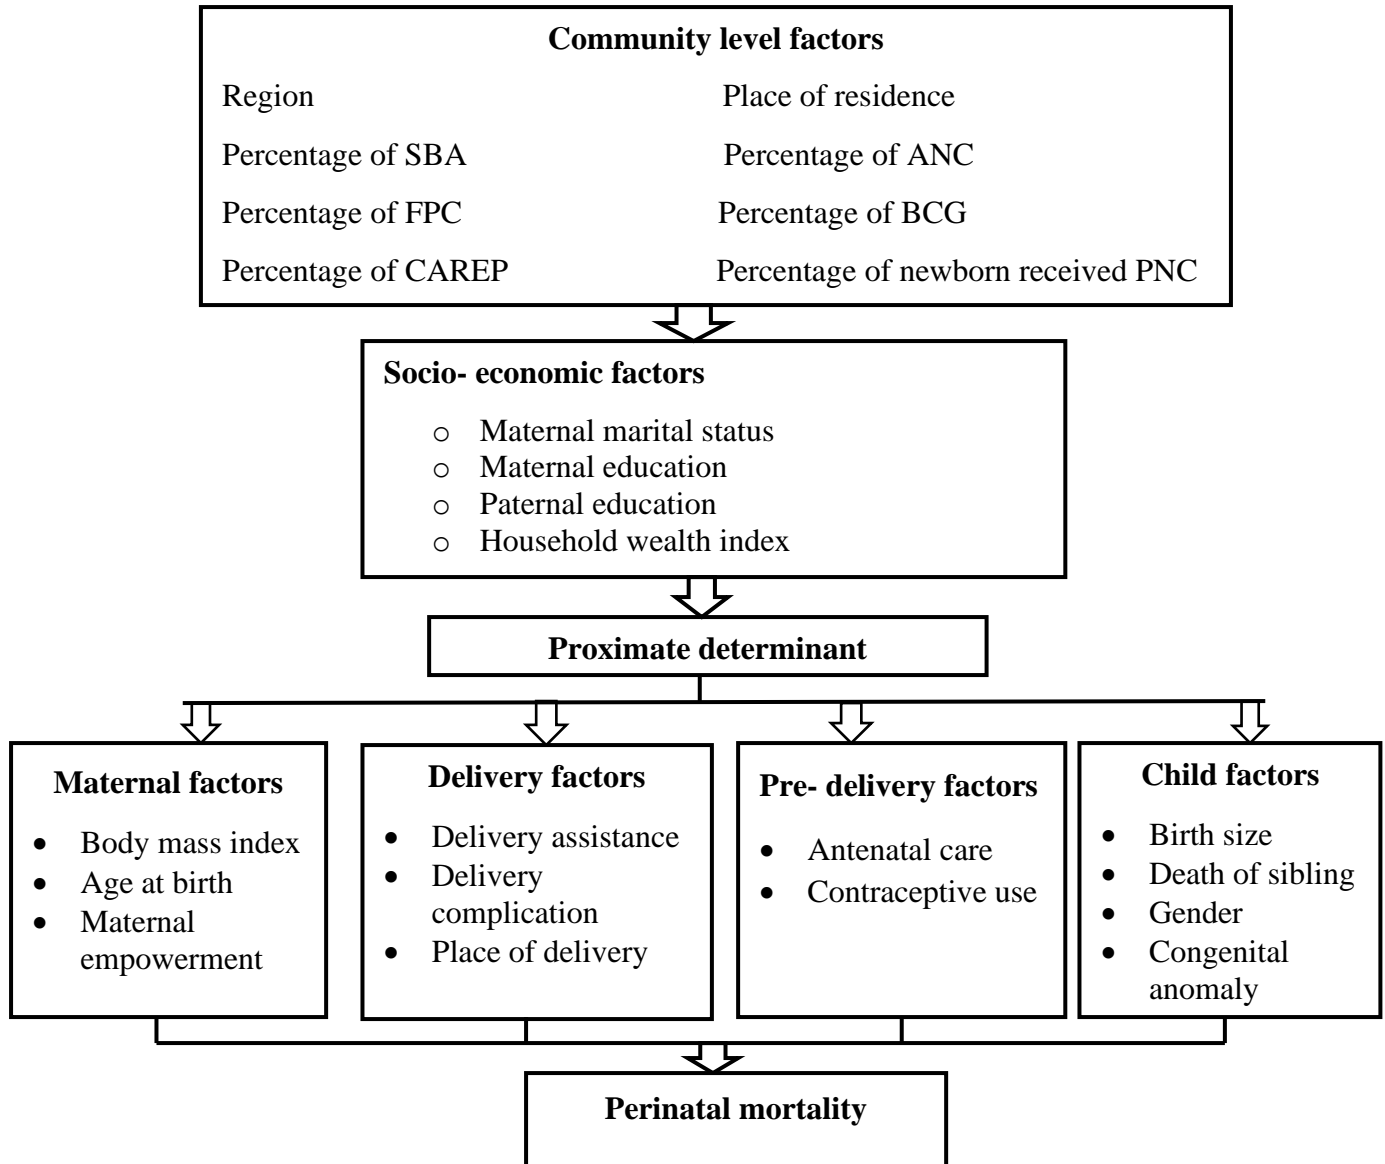 Community level factors
Region Place of residence
Percentage of SBA Percentage of ANC
Percentage of FPC Percentage of BCG
Percentage of CAREP Percentage of newborn received PNC
Socio- economic factors
o Maternal marital status
o Maternal education
o Paternal education
o Household wealth index
Proximate determinant
Maternal factors
• Body mass index
• Age at birth
• Maternal
empowerment
Delivery factors
• Delivery assistance
• Delivery
complication
• Place of delivery
Pre- delivery factors
• Antenatal care
• Contraceptive use
Child factors
• Birth size
• Death of sibling
• Gender
• Congenital
anomaly
Perinatal mortality